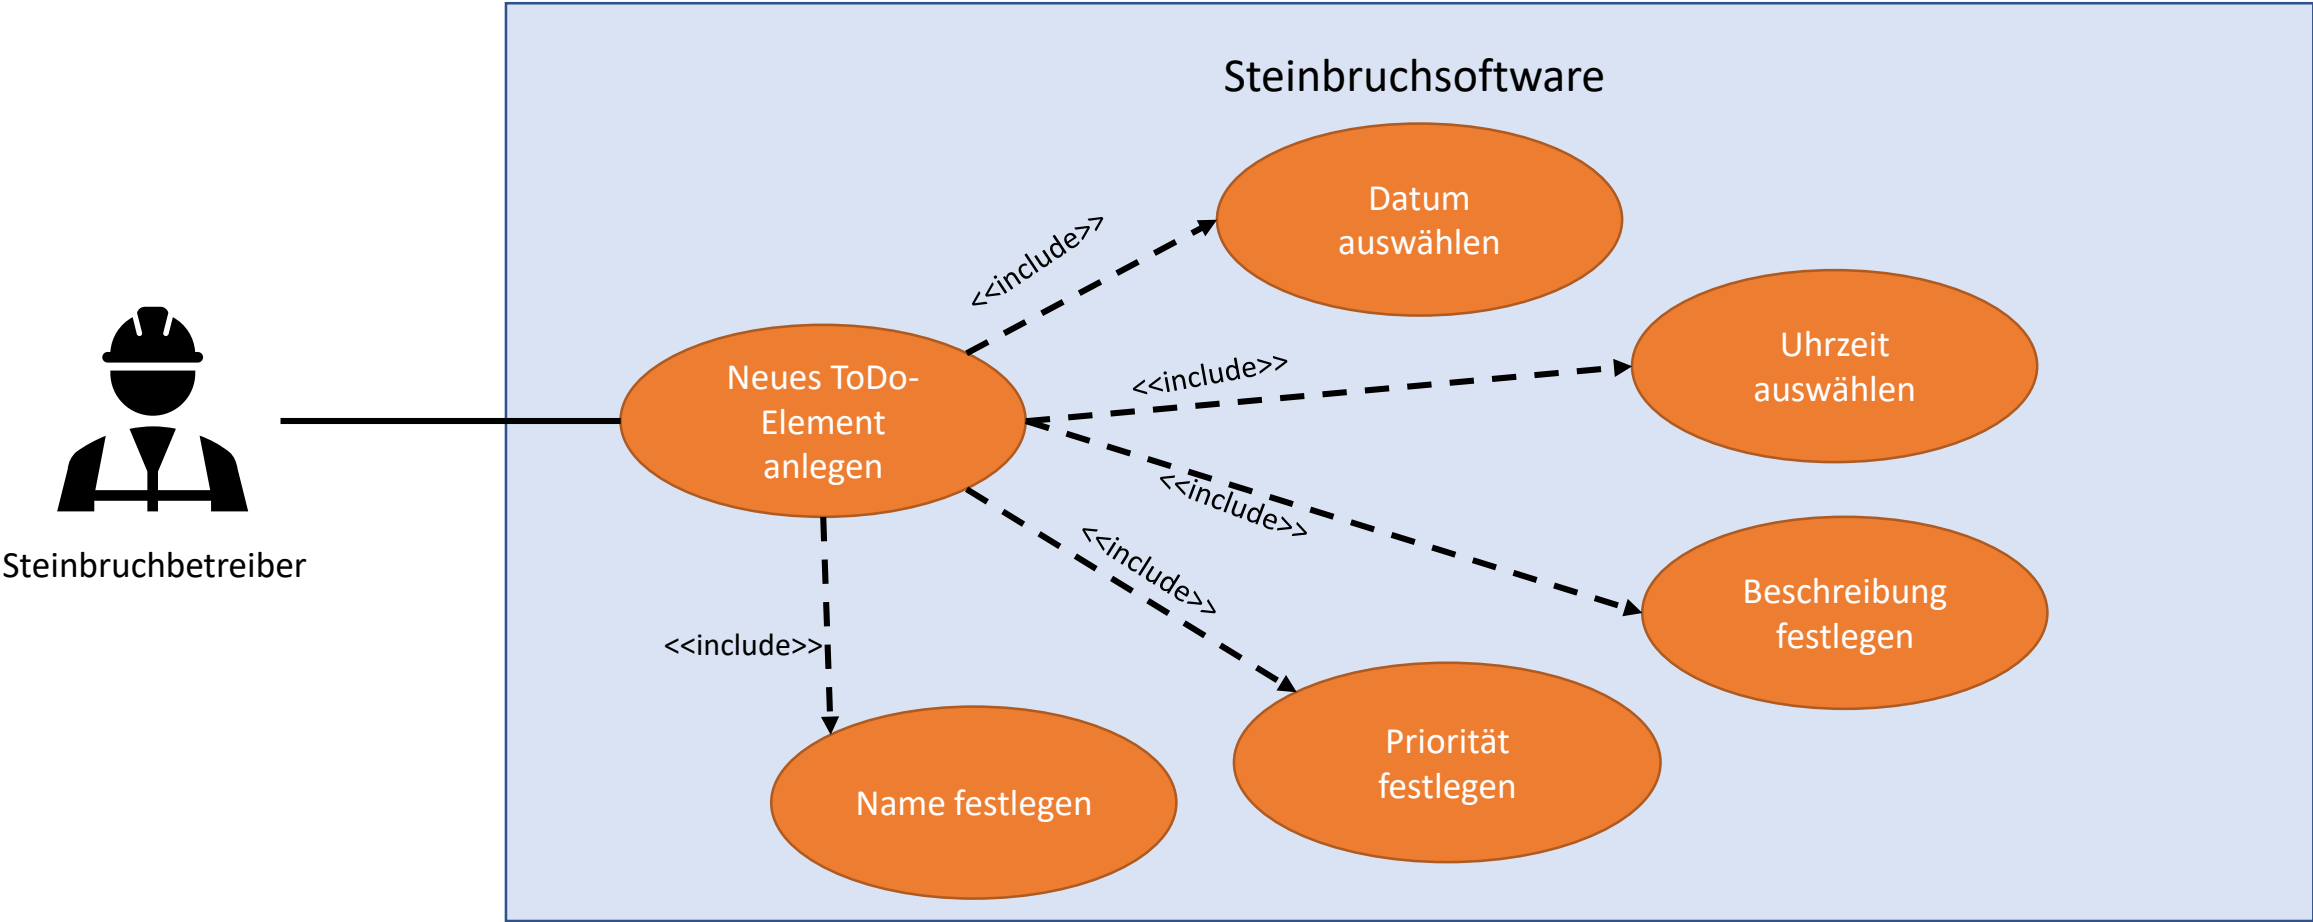 Steinbruchsoftware
Datum
auswählen
<<include>>
Uhrzeit
auswählen
<<include>>
Neues ToDo-
Element
anlegen
<<include>>
<<include>>
Steinbruchbetreiber
Beschreibung
festlegen
<<include>>
Priorität
festlegen
Name festlegen